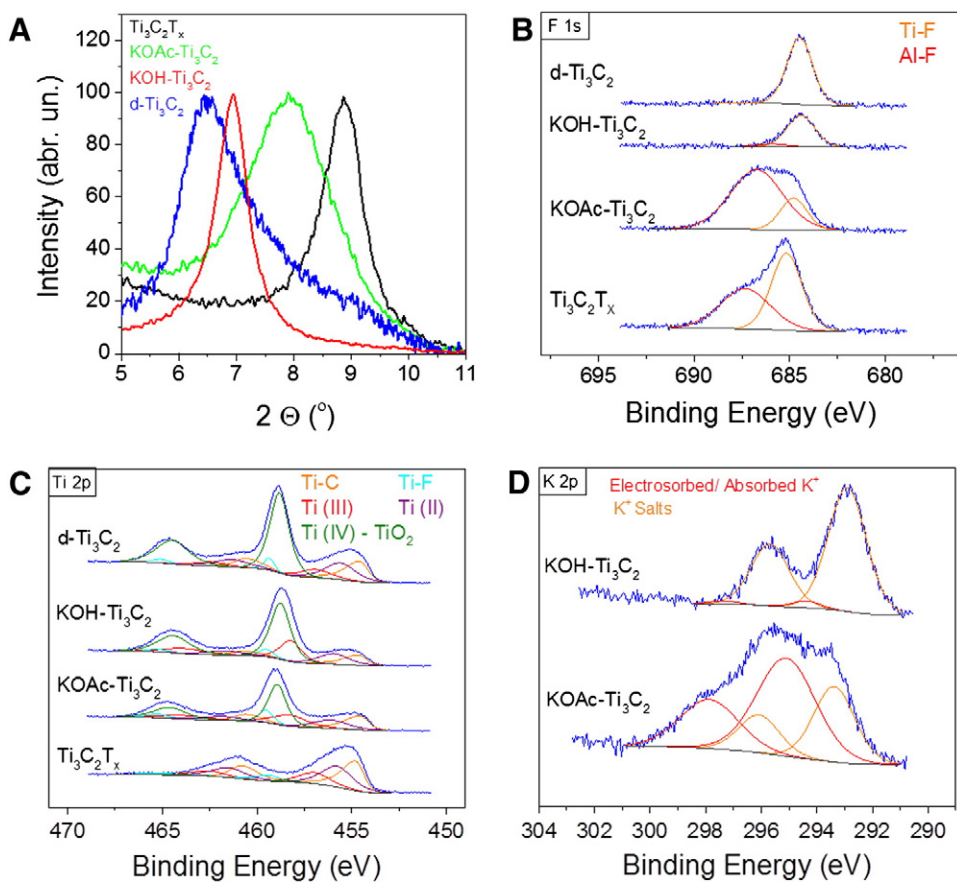 A
Ti₃C₂Tₓ
KOAc-Ti₃C₂
KOH-Ti₃C₂
d-Ti₃C₂
120
100
80
60
40
20
0
Intensity (abr. un.)
5 6 7 8 9 10 11
2 Θ (°)
B
F 1s
Ti-F
Al-F
d-Ti₃C₂
KOH-Ti₃C₂
KOAc-Ti₃C₂
Ti₃C₂Tₓ
695 690 685 680
Binding Energy (eV)
C
Ti 2p
Ti-C Ti-F
Ti (III) Ti (II)
Ti (IV) - TiO₂
d-Ti₃C₂
KOH-Ti₃C₂
KOAc-Ti₃C₂
Ti₃C₂Tₓ
470 465 460 455 450
Binding Energy (eV)
D
K 2p
Electrosorbed/ Absorbed K⁺
K⁺ Salts
KOH-Ti₃C₂
KOAc-Ti₃C₂
304 302 300 298 296 294 292 290
Binding Energy (eV)